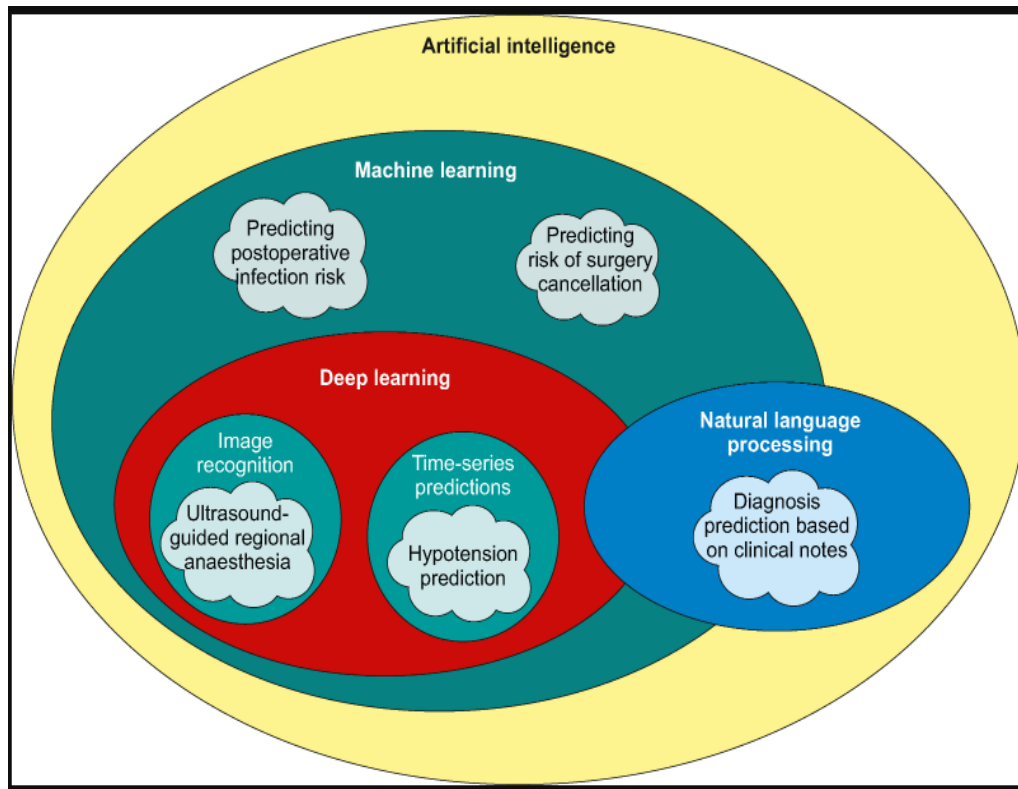 Artificial intelligence
Machine learning
Predicting
postoperative
infection risk
Predicting
risk of surgery
cancellation
Deep learning
Image
recognition
Ultrasound-
guided regional
anaesthesia
Time-series
predictions
Hypotension
prediction
Natural language
processing
Diagnosis
prediction based
on clinical notes